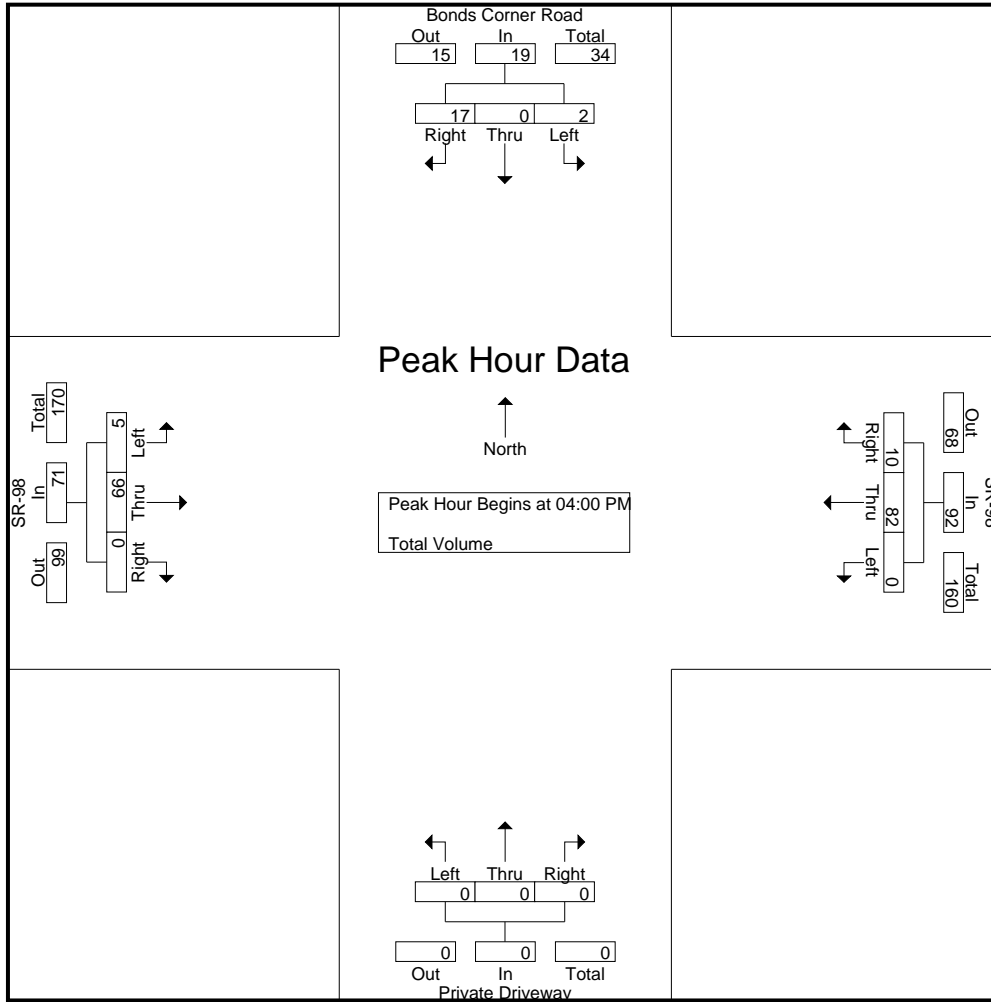 Bonds Corner Road
Out In Total
15 19 34
17 0 2
Right Thru Left
Peak Hour Data
North
Peak Hour Begins at 04:00 PM
Total Volume
SR-98
Out In Total
99 71 170
Right Thru Left
0 66 5
SR-98
Out In Total
68 92 160
Right Thru Left
10 82 0
Left Thru Right
0 0 0
0 0 0
Out In Total
Private Driveway